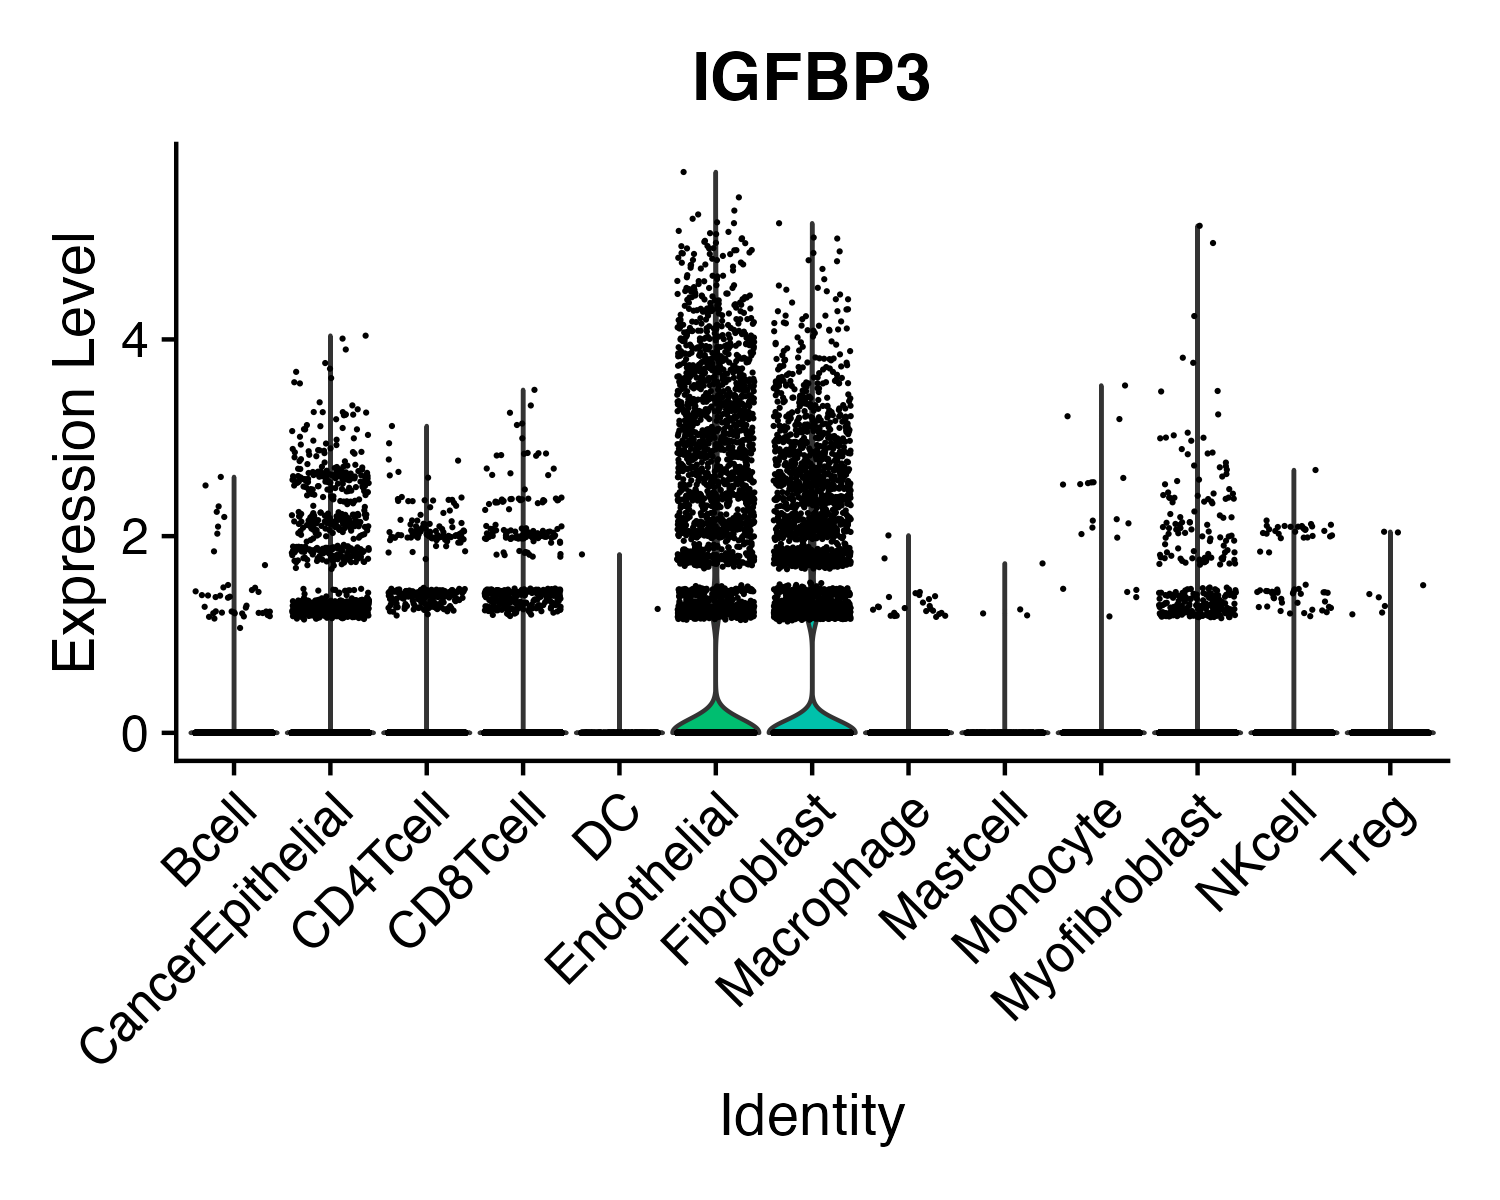 IGFBP3
Expression Level
4
2
0
Bcell
CancerEpithelial
CD4Tcell
CD8Tcell
DC
Endothelial
Fibroblast
Macrophage
Mastcell
Monocyte
Myofibroblast
NKcell
Treg
Identity